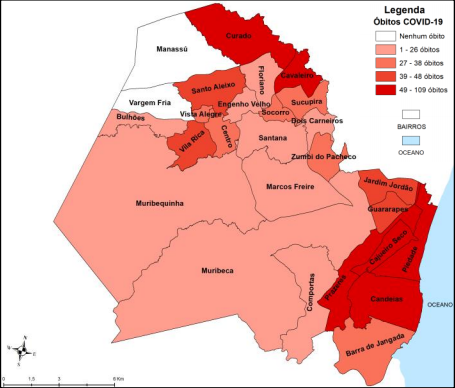 Legenda
Óbitos COVID-19
Nenhum óbito
1 - 26 óbitos
27 - 38 óbitos
39 - 48 óbitos
49 - 109 óbitos
BAIRROS
OCEANO
Curado
Manassú
Cavaleiro
Floriano
Santo Aleixo
Vargem Fria
Engenho Velho
Sucupira
Socorro
Vista Alegre
Bulhões
Dois Carneiros
Vila Rica
Centro
Santana
Zumbi do Pacheco
Marcos Freire
Jardim Jordão
Muribequinha
Guararapes
Cajueiro Seco
Piedade
Muribeca
Comportas
Prazeres
Candeias
OCEANO
Barra de Jangada
N
E
S
W
0 1,5 3 6 Km